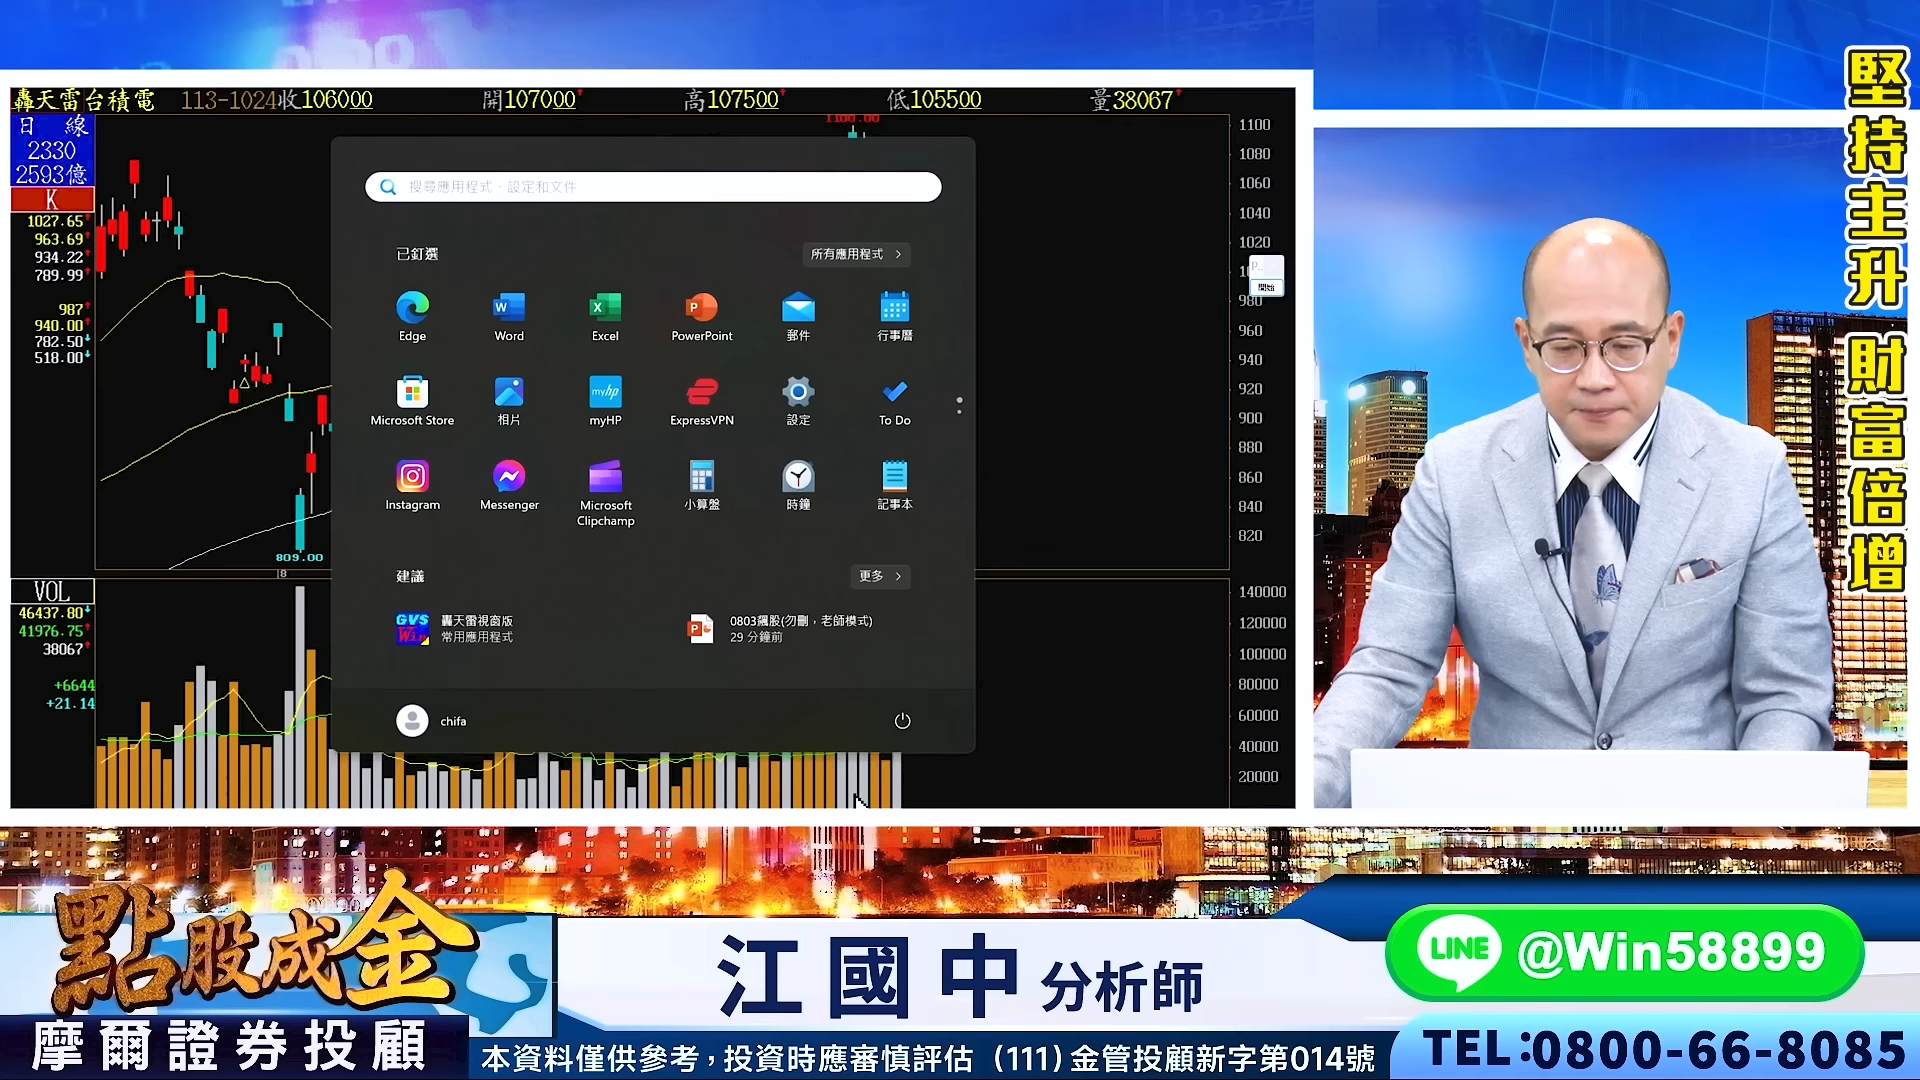 轟天雷台積電 113-1024收106000 開107000↑ 高107500↑ 低105500 量38067↑
日 線
2330
2593億
K
1027.65↑
963.69↑
934.22↑
789.99↑
987↑
940.00↑
782.50↓
518.00↓
1100.00
809.00
8
1100
1080
1060
1040
1020
980
960
940
920
900
880
860
840
820
開始
VOL
46437.80↓
41976.75↑
38067↑
+6644
+21.14
140000
120000
100000
80000
60000
40000
20000
搜尋應用程式、設定和文件
已釘選
所有應用程式 >
Edge
Word
Excel
PowerPoint
郵件
行事曆
Microsoft Store
相片
myhp
myHP
ExpressVPN
設定
To Do
Instagram
Messenger
Microsoft Clipchamp
小算盤
時鐘
記事本
建議
更多 >
GVS Win
轟天雷視窗版
常用應用程式
0803飆股(勿刪，老師模式)
29 分鐘前
chifa
堅持主升 財富倍增
點股成金
摩爾證券投顧
江國中 分析師
本資料僅供參考，投資時應審慎評估 (111) 金管投顧新字第014號
LINE @Win58899
TEL:0800-66-8085